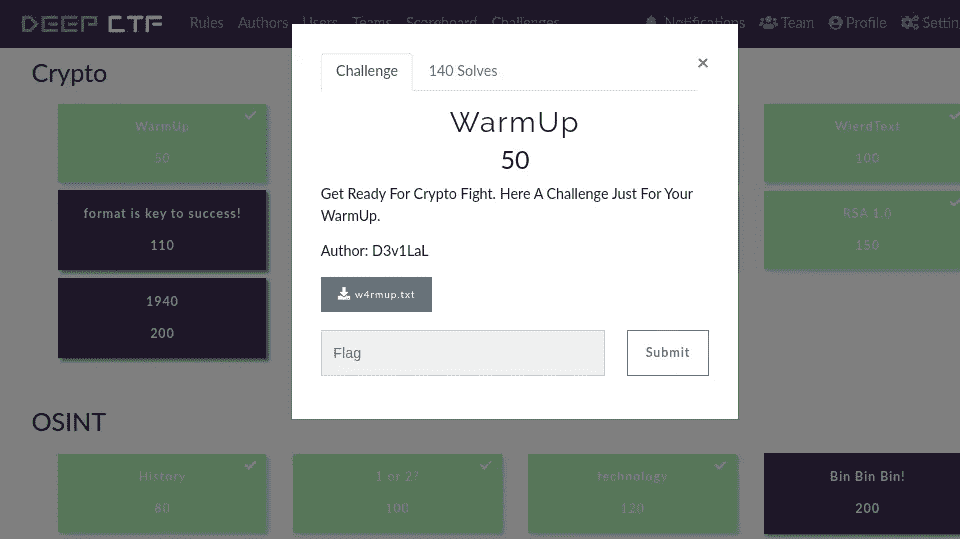 DEEP CTF Rules Authors Users Teams Scoreboard Challenges Notifications Team Profile Settin
Crypto
Challenge 140 Solves ×
WarmUp
50
Get Ready For Crypto Fight. Here A Challenge Just For Your
WarmUp.
Author: D3v1LaL
w4rmup.txt
Flag Submit
WarmUp
50
WierdText
100
format is key to success!
110
RSA 1.0
150
1940
200
OSINT
History
80
1 or 2?
100
technology
120
Bin Bin Bin!
200